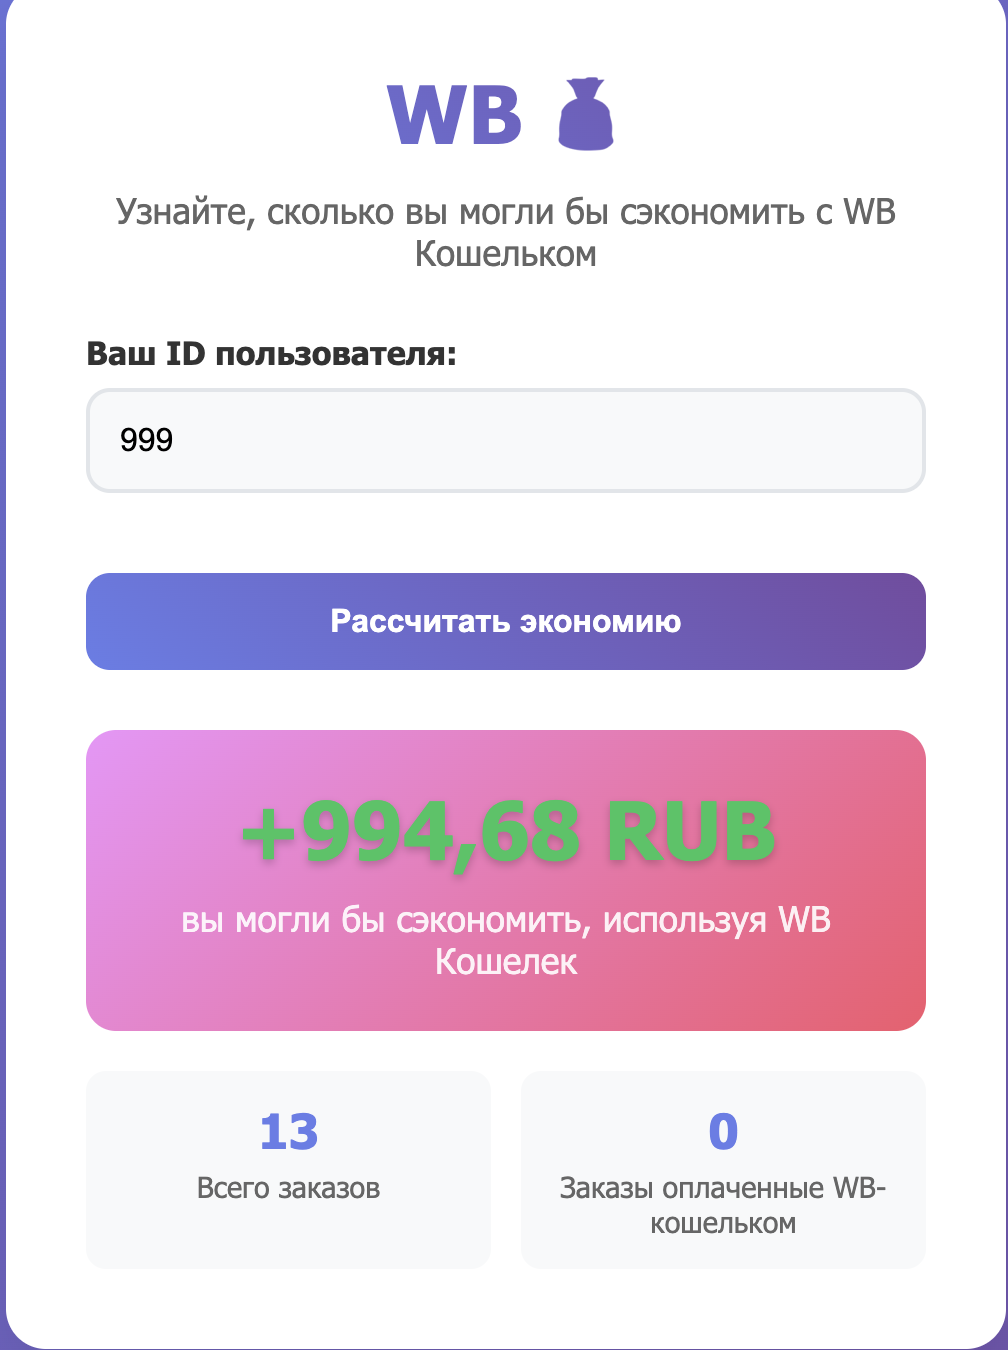 WB
Узнайте, сколько вы могли бы сэкономить с WB
Кошельком
Ваш ID пользователя:
999
Рассчитать экономию
+994,68 RUB
вы могли бы сэкономить, используя WB
Кошелек
13
Всего заказов
0
Заказы оплаченные WB-
кошельком